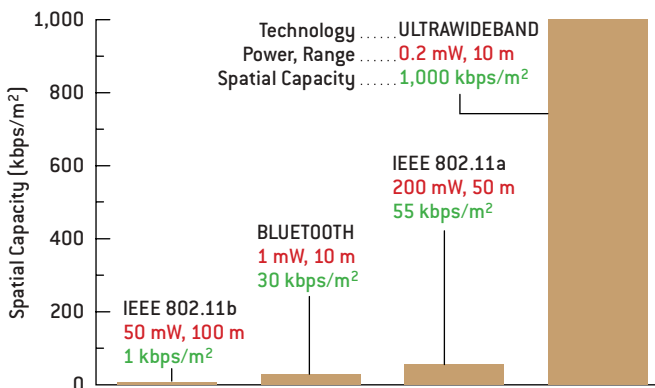 Spatial Capacity (kbps/m²)
1,000
800
600
400
200
0
Technology ..... ULTRAWIDEBAND
Power, Range ..... 0.2 mW, 10 m
Spatial Capacity ..... 1,000 kbps/m²
IEEE 802.11a
200 mW, 50 m
55 kbps/m²
BLUETOOTH
1 mW, 10 m
30 kbps/m²
IEEE 802.11b
50 mW, 100 m
1 kbps/m²